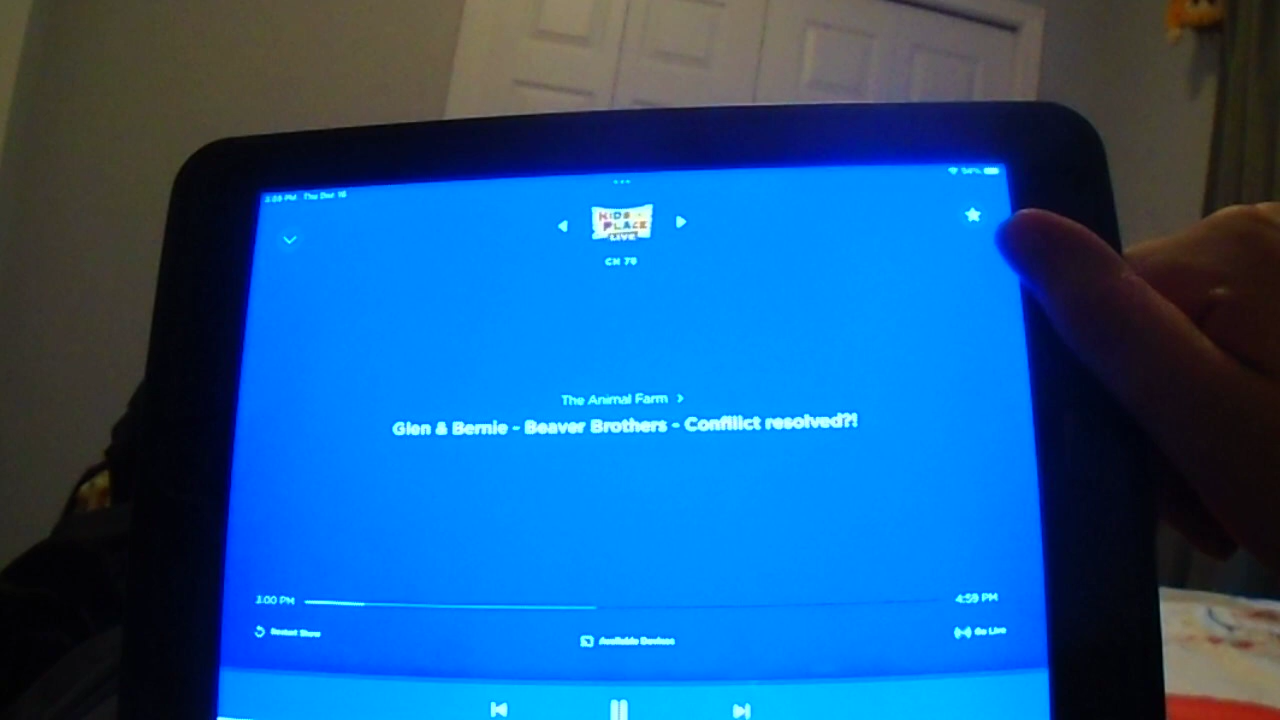 KIDS
PLACE
LIVE
CH 78
The Animal Farm
Glen & Bernie - Beaver Brothers - Conflict resolved?!
3:00 PM
4:59 PM
Restart Show
Available Devices
Go Live